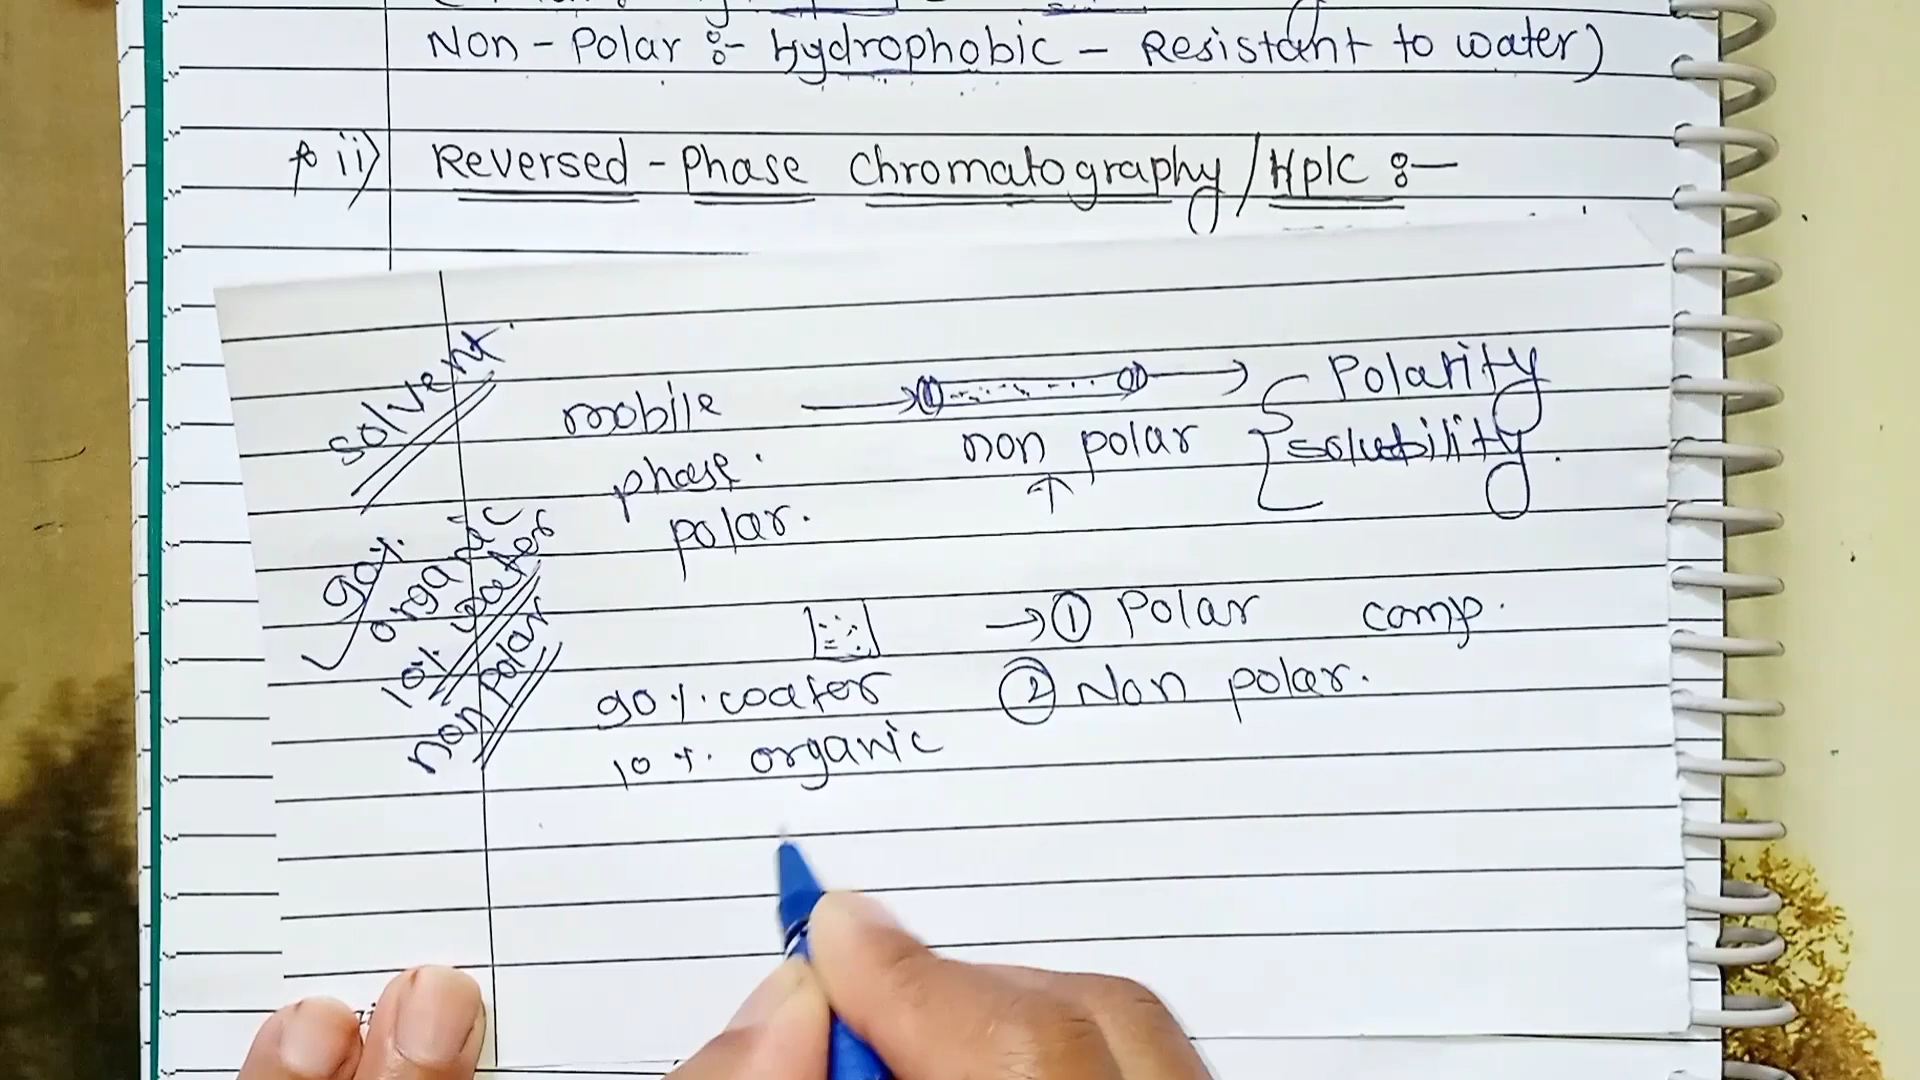 Non-Polar :- hydrophobic - Resistant to water)
* ii) Reversed-Phase Chromatography/Hplc :-
solvent.
mobile
phase.
polar.
non polar
Polarity
solubility.
90%
organic
10% water
non polar
90%. water
10%. organic
→ ① Polar comp.
② Non polar.